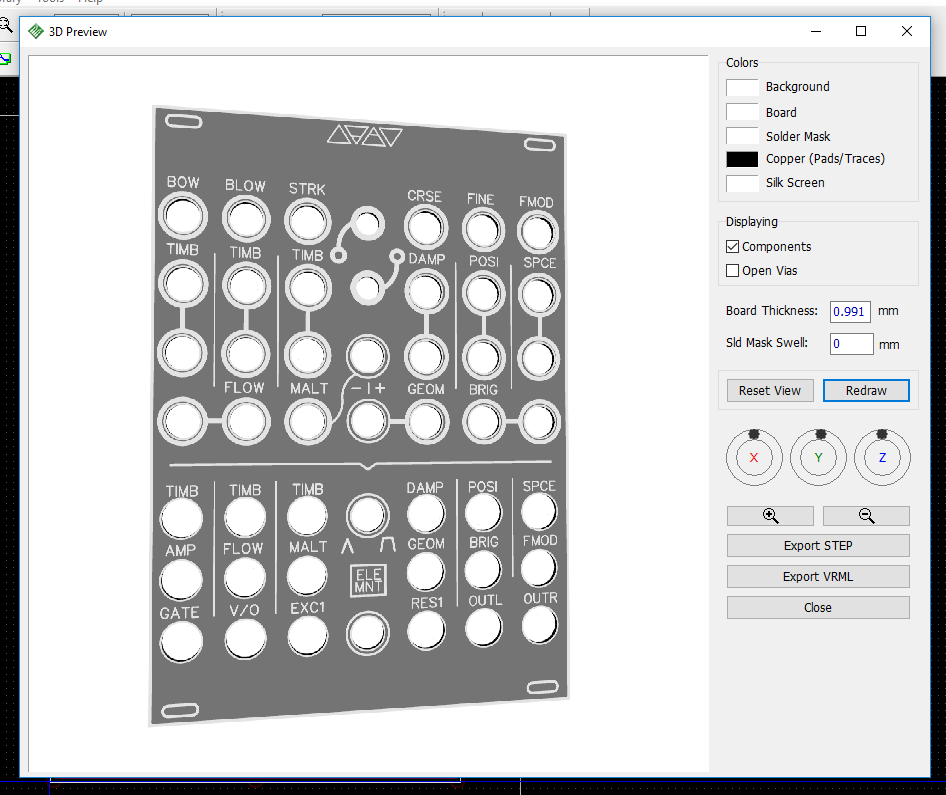 Help
3D Preview
Colors
Background
Board
Solder Mask
Copper (Pads/Traces)
Silk Screen
Displaying
Components
Open Vias
Board Thickness: 0.991 mm
Sld Mask Swell: 0 mm
Reset View Redraw
X Y Z
Export STEP
Export VRML
Close
BOW BLOW STRK CRSE FINE FMOD
TIMB TIMB TIMB DAMP POSI SPCE
FLOW MALT - I + GEOM BRIG
TIMB TIMB TIMB DAMP POSI SPCE
AMP FLOW MALT GEOM BRIG FMOD
ELE
MNT
GATE V/O EXC1 RES1 OUTL OUTR